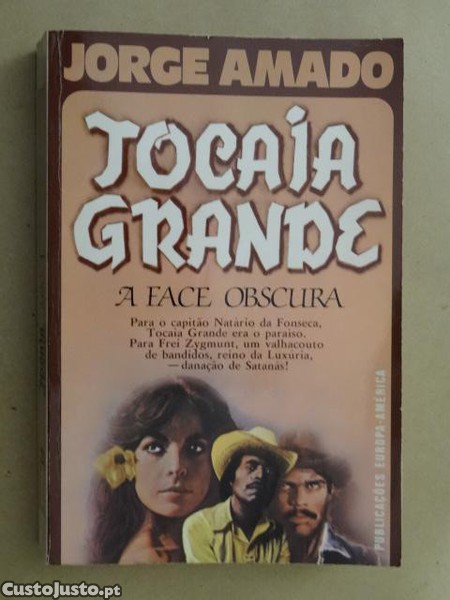 JORGE AMADO
TOCAIA
GRANDE
A FACE OBSCURA
Para o capitão Natário da Fonseca,
Tocaia Grande era o paraíso.
Para Frei Zygmunt, um valhacouto
de bandidos, reino da Luxúria,
—danação de Satanás!
PUBLICAÇÕES EUROPA-AMÉRICA
CustoJusto.pt